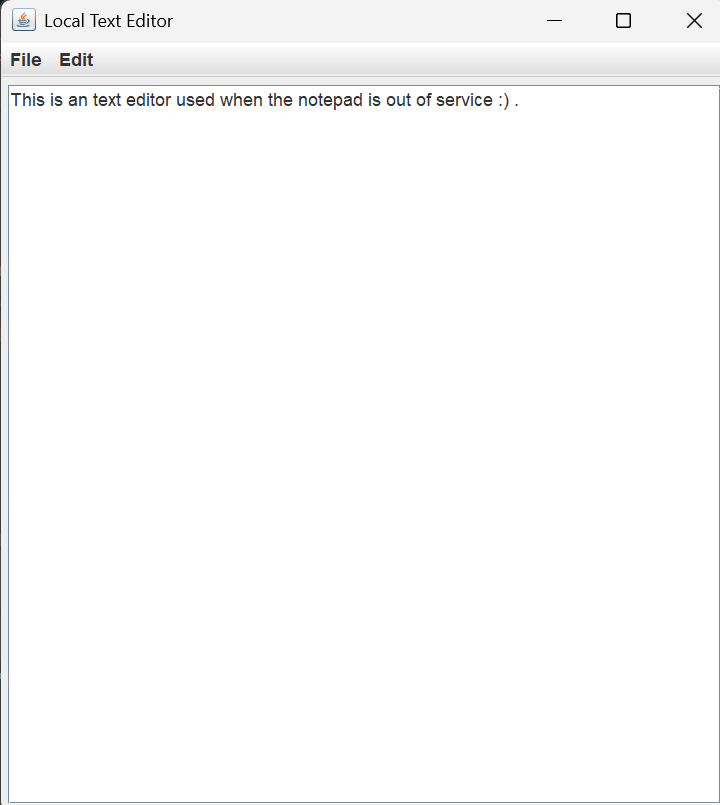 Local Text Editor
File Edit
This is an text editor used when the notepad is out of service :) .